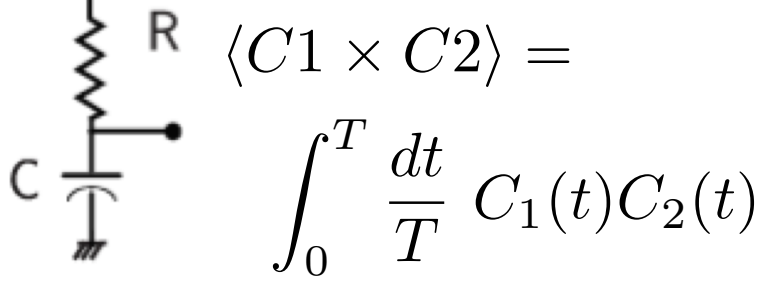 R
C
⟨C1 × C2⟩ =
∫₀ᵀ dt/T C₁(t)C₂(t)